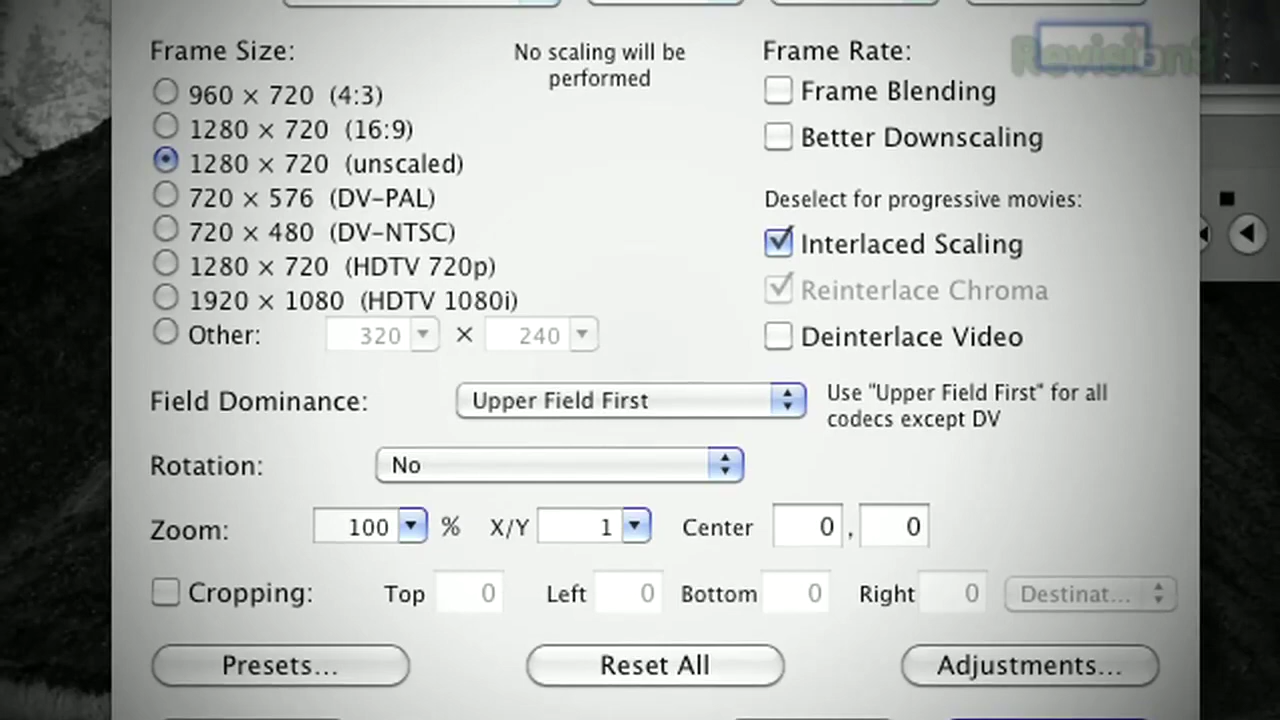 Frame Size:
No scaling will be
performed
Frame Rate:
Revision3
960 × 720 (4:3)
Frame Blending
1280 × 720 (16:9)
Better Downscaling
1280 × 720 (unscaled)
720 × 576 (DV-PAL)
Deselect for progressive movies:
720 × 480 (DV-NTSC)
Interlaced Scaling
1280 × 720 (HDTV 720p)
Reinterlace Chroma
1920 × 1080 (HDTV 1080i)
Other: 320 × 240
Deinterlace Video
Field Dominance: Upper Field First
Use "Upper Field First" for all
codecs except DV
Rotation: No
Zoom: 100 % X/Y 1 Center 0 , 0
Cropping: Top 0 Left 0 Bottom 0 Right 0 Destinat...
Presets... Reset All Adjustments...